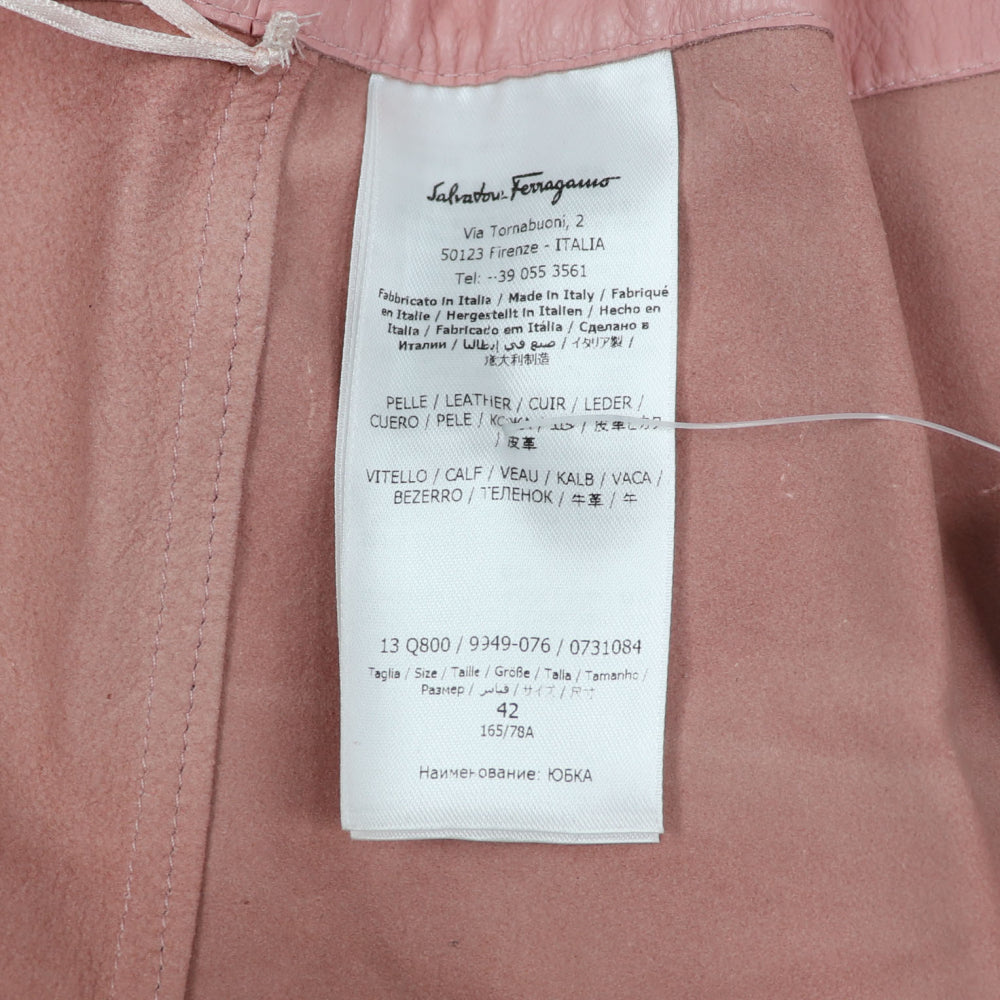 Salvatore Ferragamo
Via Tornabuoni, 2
50123 Firenze - ITALIA
Tel: +39 055 3561
Fabbricato in Italia / Made in Italy / Fabriqué
en Italie / Hergestellt in Italien / Hecho en
Italia / Fabricado em Itália / Сделано в
Италии / صنع في إيطاليا / イタリア製 /
意大利制造
PELLE / LEATHER / CUIR / LEDER /
CUERO / PELE / КОЖА / جلد /
/ 皮革
VITELLO / CALF / VEAU / KALB / VACA /
BEZERRO / ТЕЛЕНОК / 牛革 / 牛
13 Q800 / 9949-076 / 0731084
Taglia / Size / Taille / Größe / Talla / Tamanho /
Размер / قياس / サイズ / 尺寸
42
165/78A
Наименование: ЮБКА